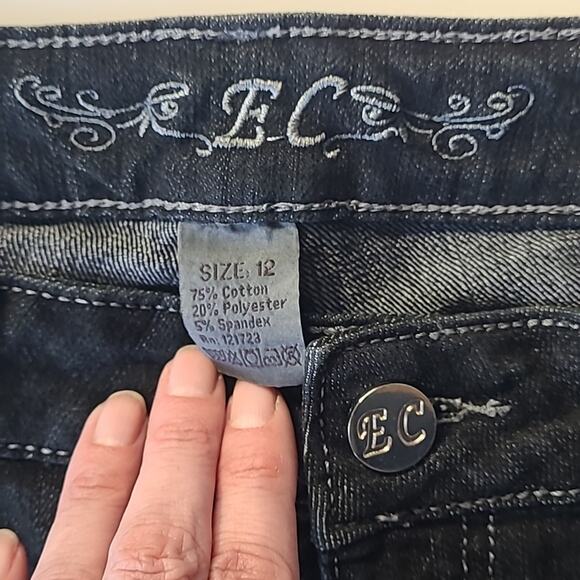 EC
SIZE: 12
75% Cotton
20% Polyester
5% Spandex
Rn: 121723
EC